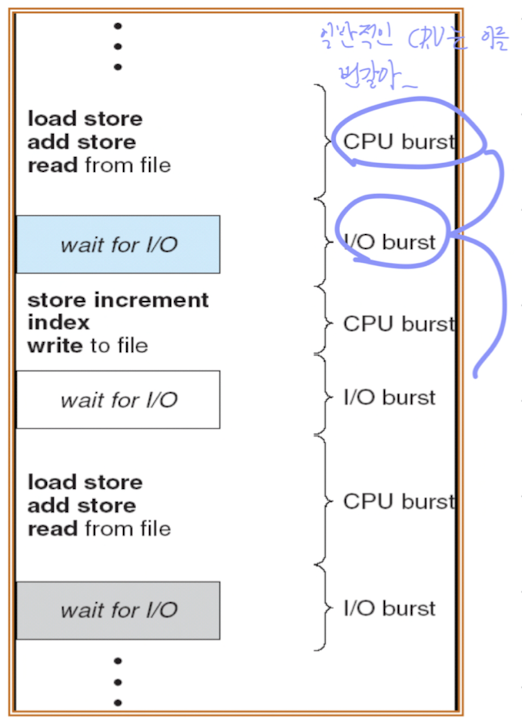 일반적인 CPU는 이를
번갈아_
load store
add store
read from file
CPU burst
wait for I/O
I/O burst
store increment
index
write to file
CPU burst
wait for I/O
I/O burst
load store
add store
read from file
CPU burst
wait for I/O
I/O burst